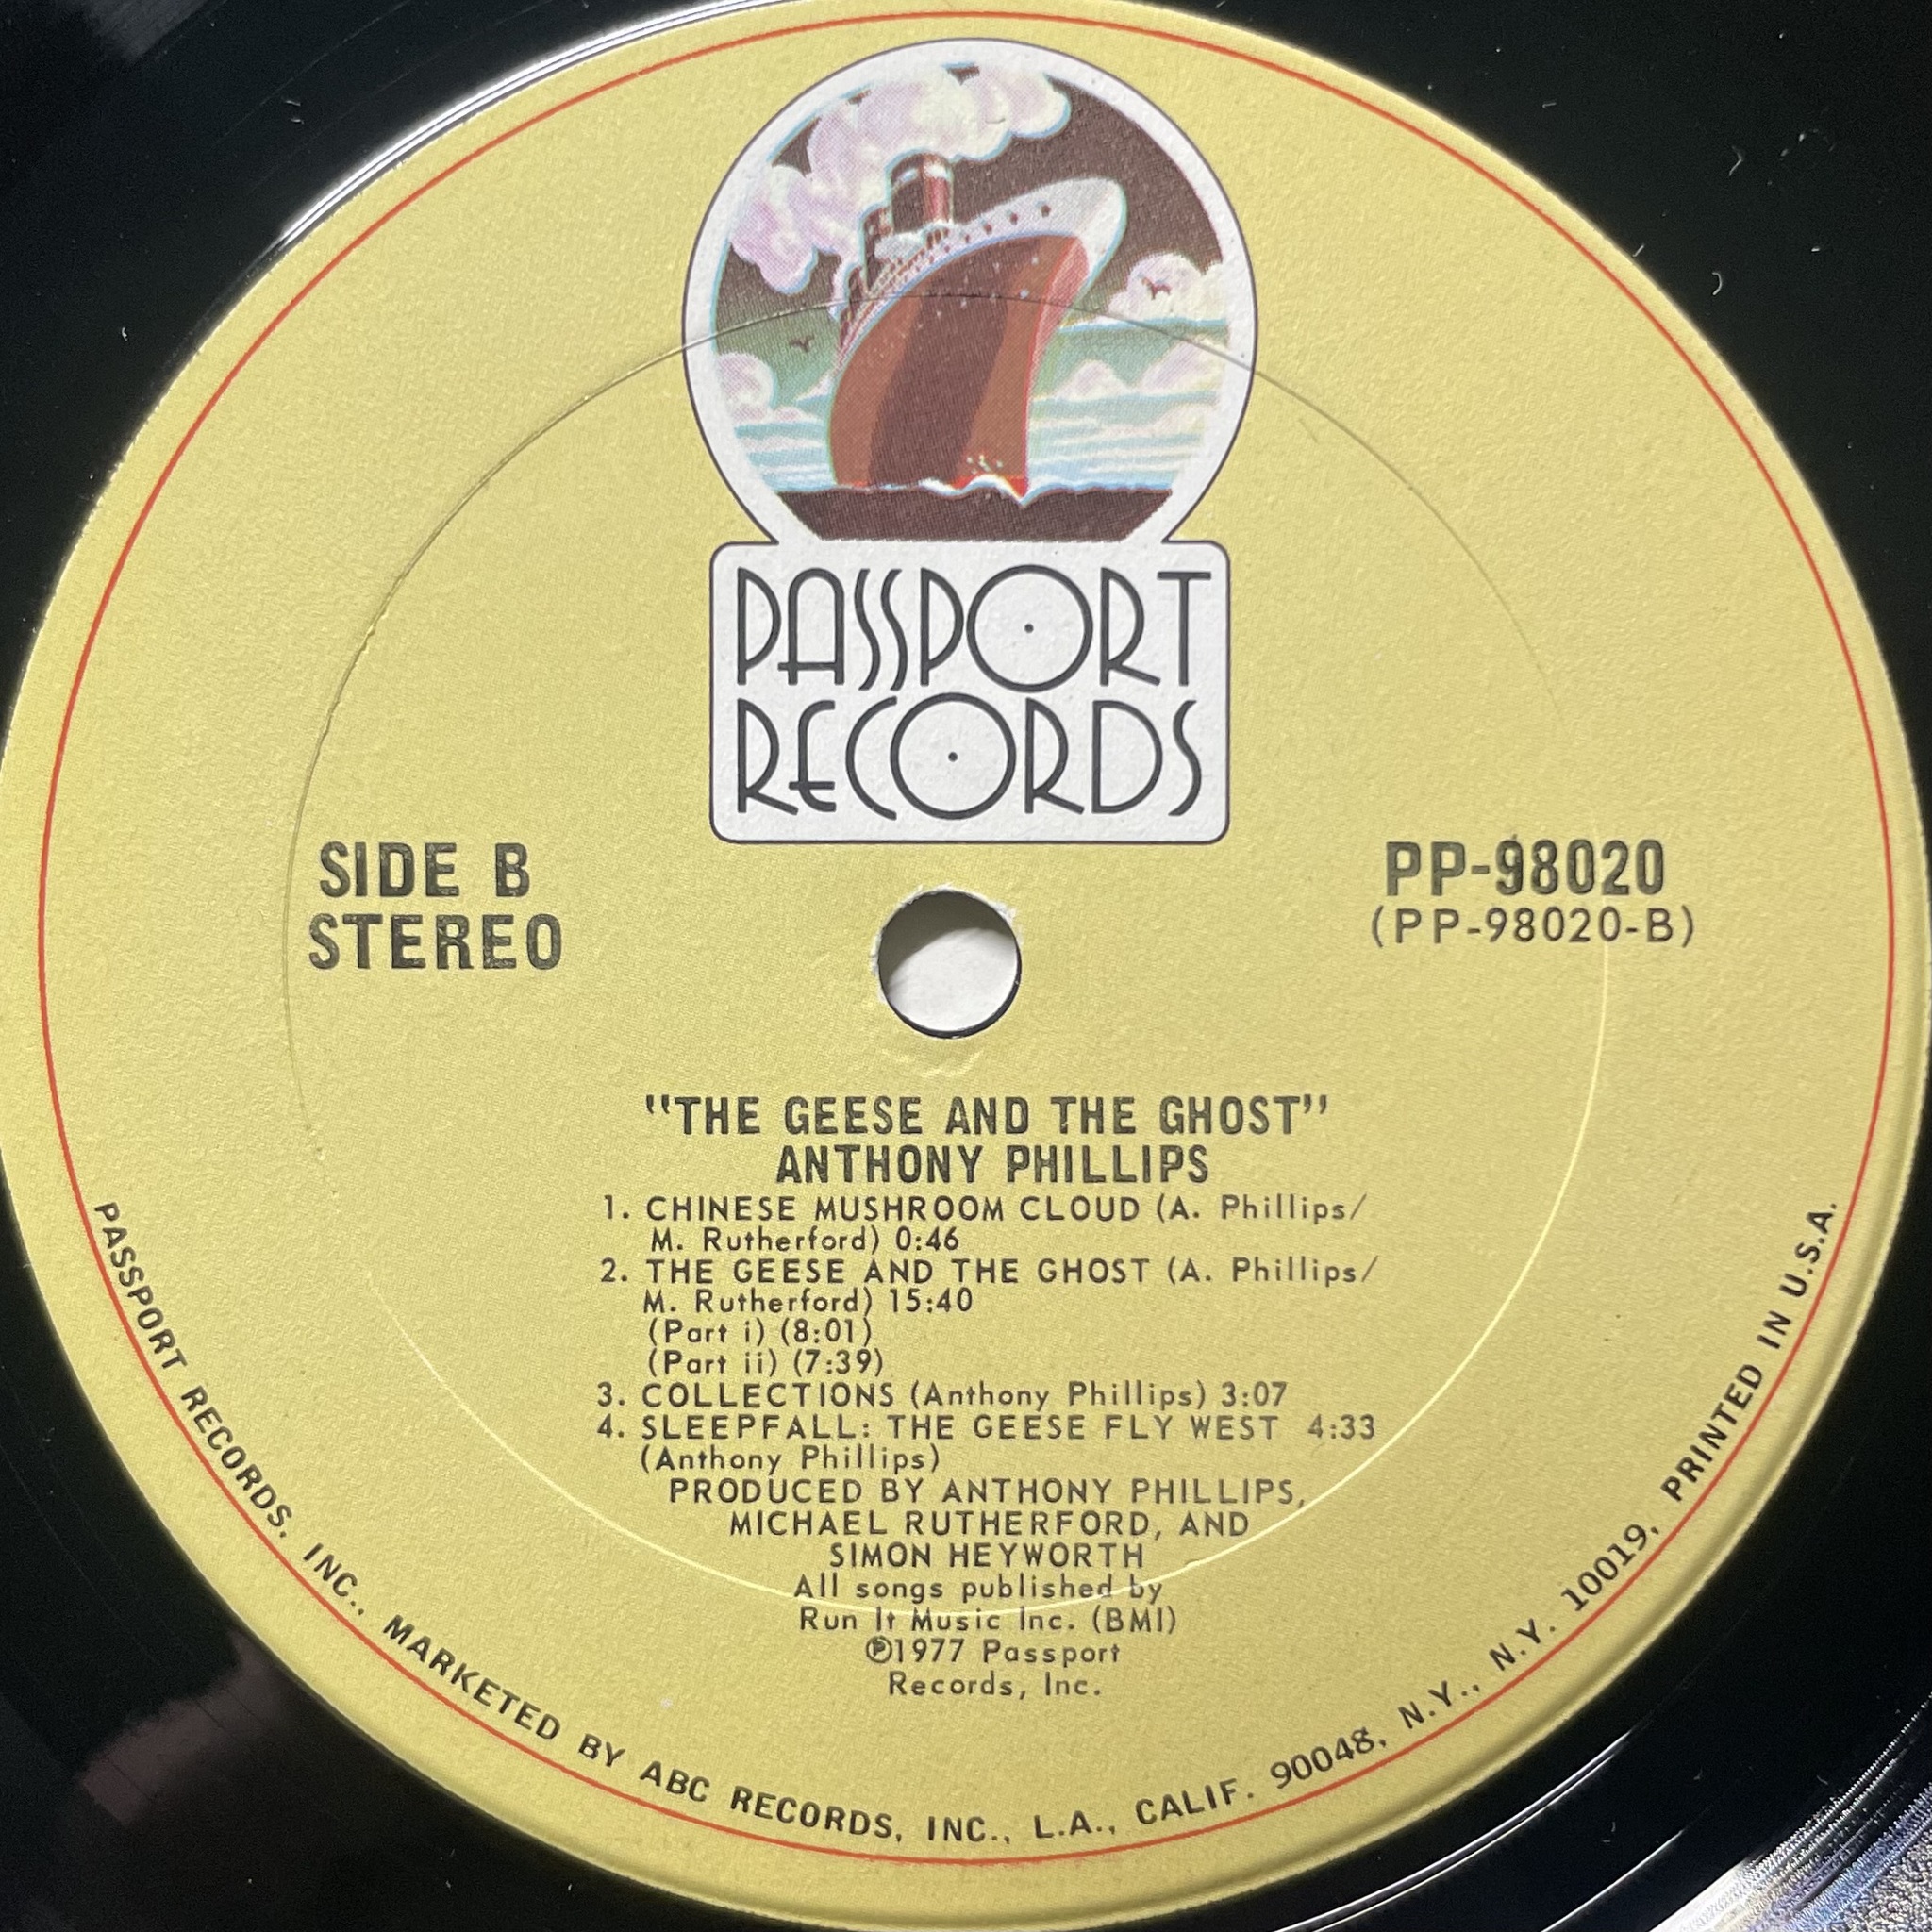 PASSPORT
RECORDS
SIDE B
STEREO
PP-98020
(PP-98020-B)
"THE GEESE AND THE GHOST"
ANTHONY PHILLIPS
1. CHINESE MUSHROOM CLOUD (A. Phillips/
M. Rutherford) 0:46
2. THE GEESE AND THE GHOST (A. Phillips/
M. Rutherford) 15:40
(Part i) (8:01)
(Part ii) (7:39)
3. COLLECTIONS (Anthony Phillips) 3:07
4. SLEEPFALL: THE GEESE FLY WEST 4:33
(Anthony Phillips)
PRODUCED BY ANTHONY PHILLIPS,
MICHAEL RUTHERFORD, AND
SIMON HEYWORTH
All songs published by
Run It Music Inc. (BMI)
℗1977 Passport
Records, Inc.
PASSPORT RECORDS, INC., MARKETED BY ABC RECORDS, INC., L.A., CALIF. 90048, N.Y., N.Y. 10019, PRINTED IN U.S.A.